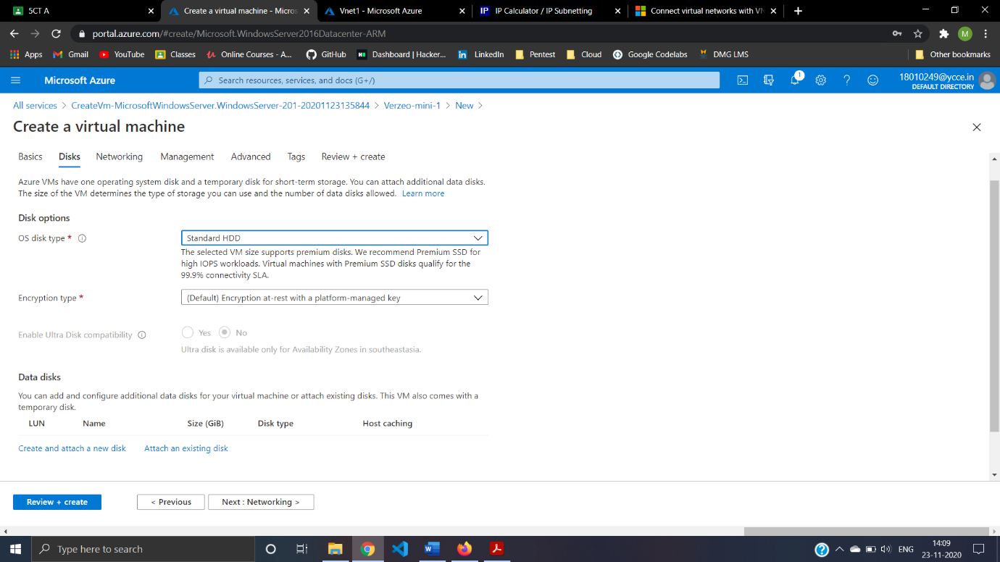 5CT A
Create a virtual machine - Micros
Vnet1 - Microsoft Azure
IP
IP Calculator / IP Subnetting
Connect virtual networks with VN
portal.azure.com/#create/Microsoft.WindowsServer2016Datacenter-ARM
M
Apps
Gmail
YouTube
Classes
Online Courses - A...
GitHub
Dashboard | Hacker...
LinkedIn
Pentest
Cloud
Google Codelabs
DMG LMS
Other bookmarks
Microsoft Azure
Search resources, services, and docs (G+/)
1
18010249@ycce.in
DEFAULT DIRECTORY
All services > CreateVm-MicrosoftWindowsServer.WindowsServer-201-20201123135844 > Verzeo-mini-1 > New >
Create a virtual machine
Basics Disks Networking Management Advanced Tags Review + create
Azure VMs have one operating system disk and a temporary disk for short-term storage. You can attach additional data disks.
The size of the VM determines the type of storage you can use and the number of data disks allowed. Learn more
Disk options
OS disk type *
Standard HDD
The selected VM size supports premium disks. We recommend Premium SSD for
high IOPS workloads. Virtual machines with Premium SSD disks qualify for the
99.9% connectivity SLA.
Encryption type *
(Default) Encryption at-rest with a platform-managed key
Enable Ultra Disk compatibility
Yes No
Ultra disk is available only for Availability Zones in southeastasia.
Data disks
You can add and configure additional data disks for your virtual machine or attach existing disks. This VM also comes with a
temporary disk.
LUN Name Size (GiB) Disk type Host caching
Create and attach a new disk Attach an existing disk
Review + create
< Previous
Next : Networking >
Type here to search
ENG
14:09
23-11-2020